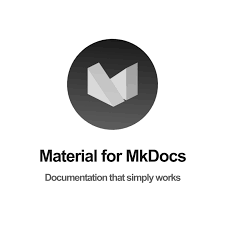 Material for MkDocs
Documentation that simply works